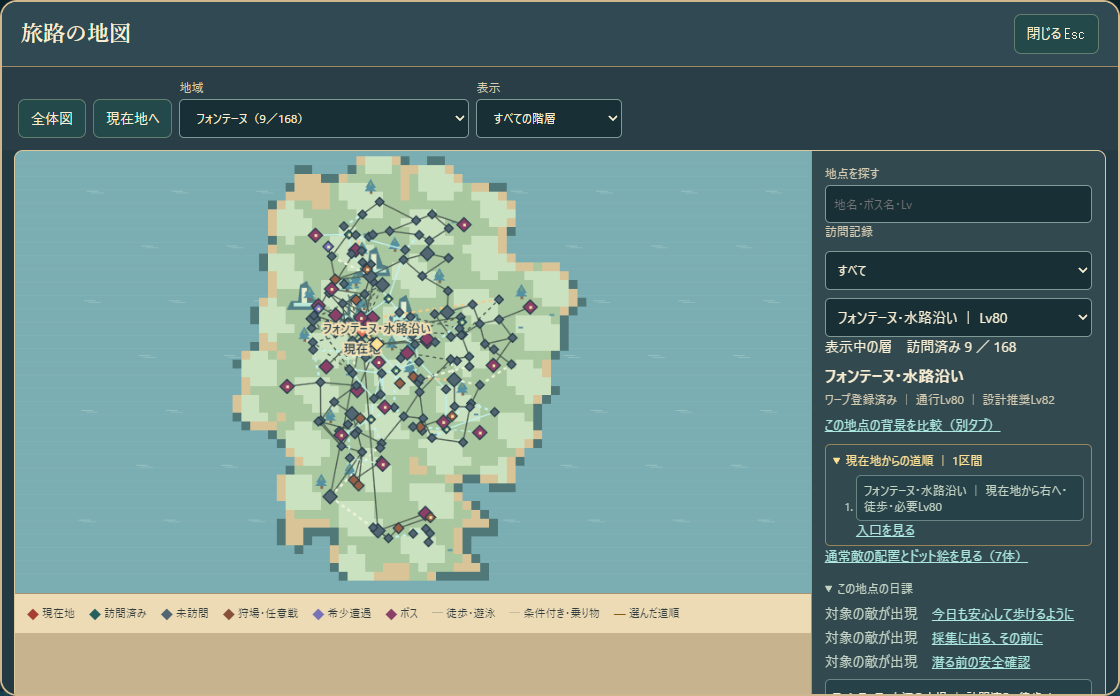 旅路の地図
閉じる Esc
地域
表示
全体図
現在地へ
フォンテーヌ（9／168）
すべての階層
地点を探す
地名・ボス名・Lv
訪問記録
すべて
フォンテーヌ・水路沿い ｜ Lv80
表示中の層　訪問済み 9 ／ 168
フォンテーヌ・水路沿い
ワープ登録済み ｜ 通行Lv80 ｜ 設計推奨Lv82
この地点の背景を比較（別タブ）
▼ 現在地からの道順 ｜ 1区間
1. フォンテーヌ・水路沿い ｜ 現在地から右へ・
徒歩・必要Lv80
入口を見る
通常敵の配置とドット絵を見る（7体）
▼ この地点の日課
対象の敵が出現　今日も安心して歩けるように
対象の敵が出現　採集に出る、その前に
対象の敵が出現　潜る前の安全確認
フォンテーヌ・水路沿い
現在地
現在地　訪問済み　未訪問　狩場・任意戦　希少遭遇　ボス　徒歩・遊泳　条件付き・乗り物　選んだ道順